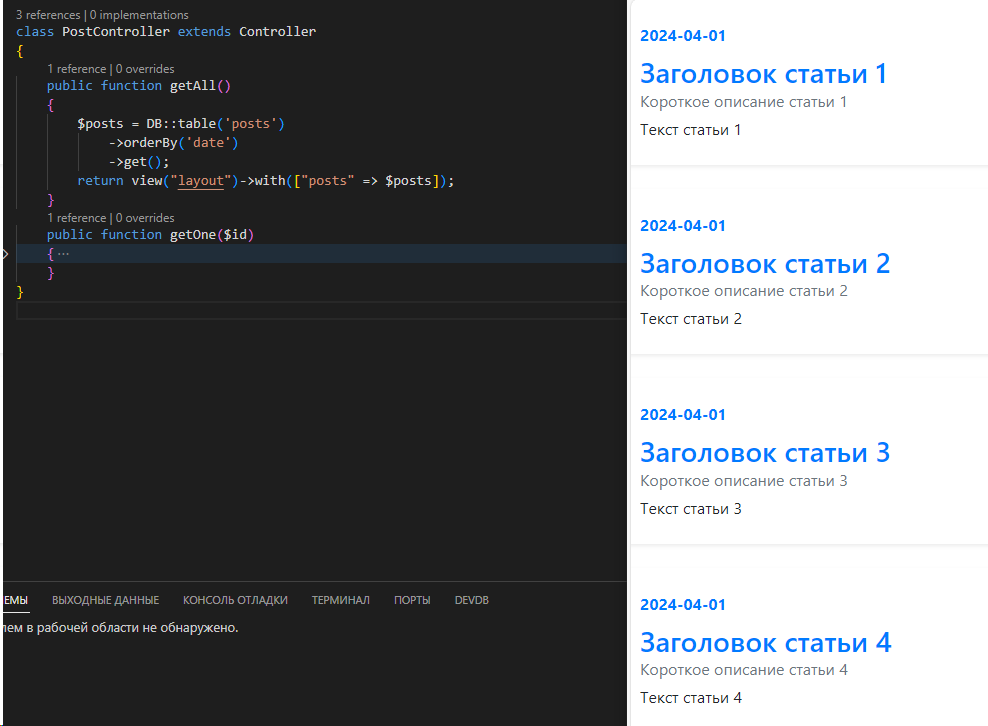 3 references | 0 implementations
class PostController extends Controller
{
1 reference | 0 overrides
public function getAll()
{
$posts = DB::table('posts')
->orderBy('date')
->get();
return view("layout")->with(["posts" => $posts]);
}
1 reference | 0 overrides
public function getOne($id)
{ ···
}
}
ЕМЫ ВЫХОДНЫЕ ДАННЫЕ КОНСОЛЬ ОТЛАДКИ ТЕРМИНАЛ ПОРТЫ DEVDB
лем в рабочей области не обнаружено.
2024-04-01
Заголовок статьи 1
Короткое описание статьи 1
Текст статьи 1
2024-04-01
Заголовок статьи 2
Короткое описание статьи 2
Текст статьи 2
2024-04-01
Заголовок статьи 3
Короткое описание статьи 3
Текст статьи 3
2024-04-01
Заголовок статьи 4
Короткое описание статьи 4
Текст статьи 4